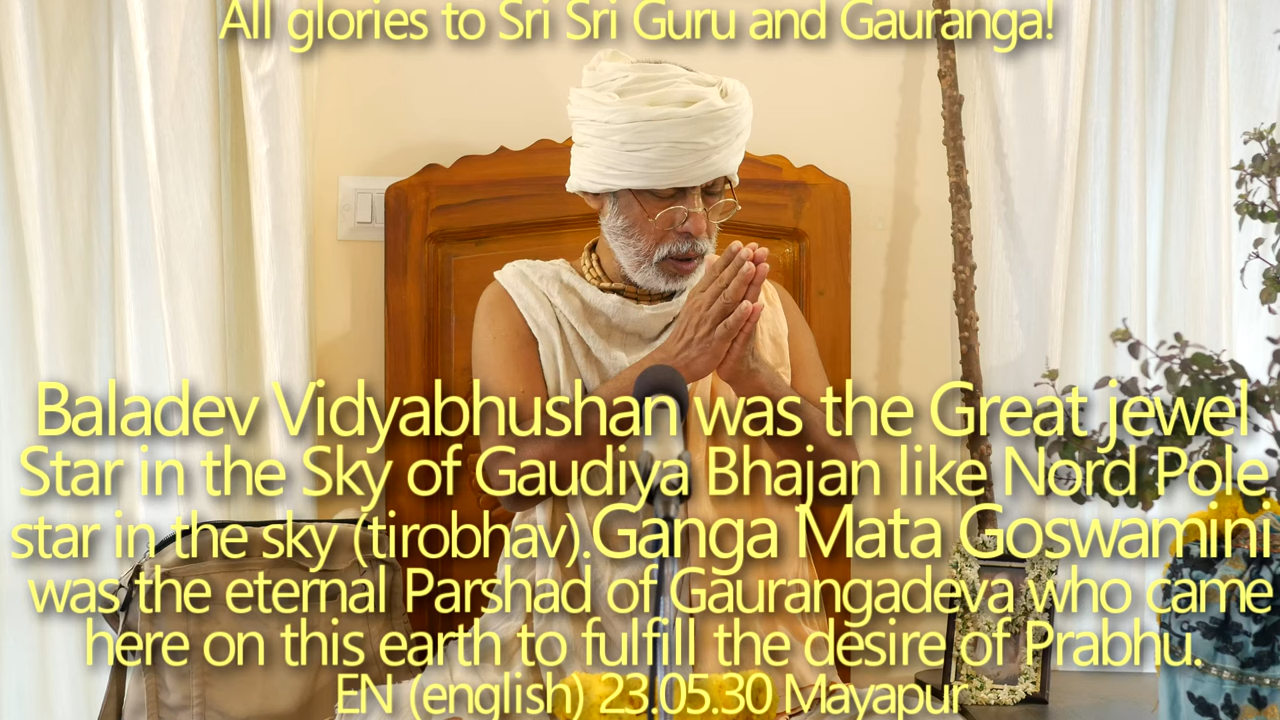 All glories to Sri Sri Guru and Gauranga!
Baladev Vidyabhushan was the Great jewel
Star in the Sky of Gaudiya Bhajan like Nord Pole
star in the sky (tirobhav).Ganga Mata Goswamini
was the eternal Parshad of Gaurangadeva who came
here on this earth to fulfill the desire of Prabhu.
EN (english) 23.05.30 Mayapur